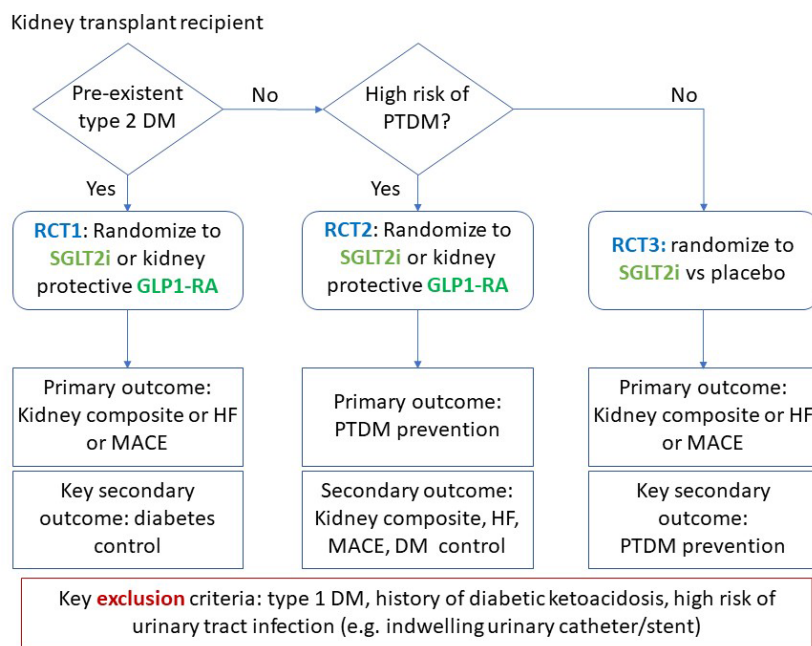 Kidney transplant recipient
Pre-existent
type 2 DM
No
High risk of
PTDM?
No
Yes
Yes
RCT1: Randomize to
SGLT2i or kidney
protective GLP1-RA
RCT2: Randomize to
SGLT2i or kidney
protective GLP1-RA
RCT3: randomize to
SGLT2i vs placebo
Primary outcome:
Kidney composite or HF
or MACE
Primary outcome:
PTDM prevention
Primary outcome:
Kidney composite or HF
or MACE
Key secondary
outcome: diabetes
control
Secondary outcome:
Kidney composite, HF,
MACE, DM control
Key secondary
outcome:
PTDM prevention
Key exclusion criteria: type 1 DM, history of diabetic ketoacidosis, high risk of
urinary tract infection (e.g. indwelling urinary catheter/stent)